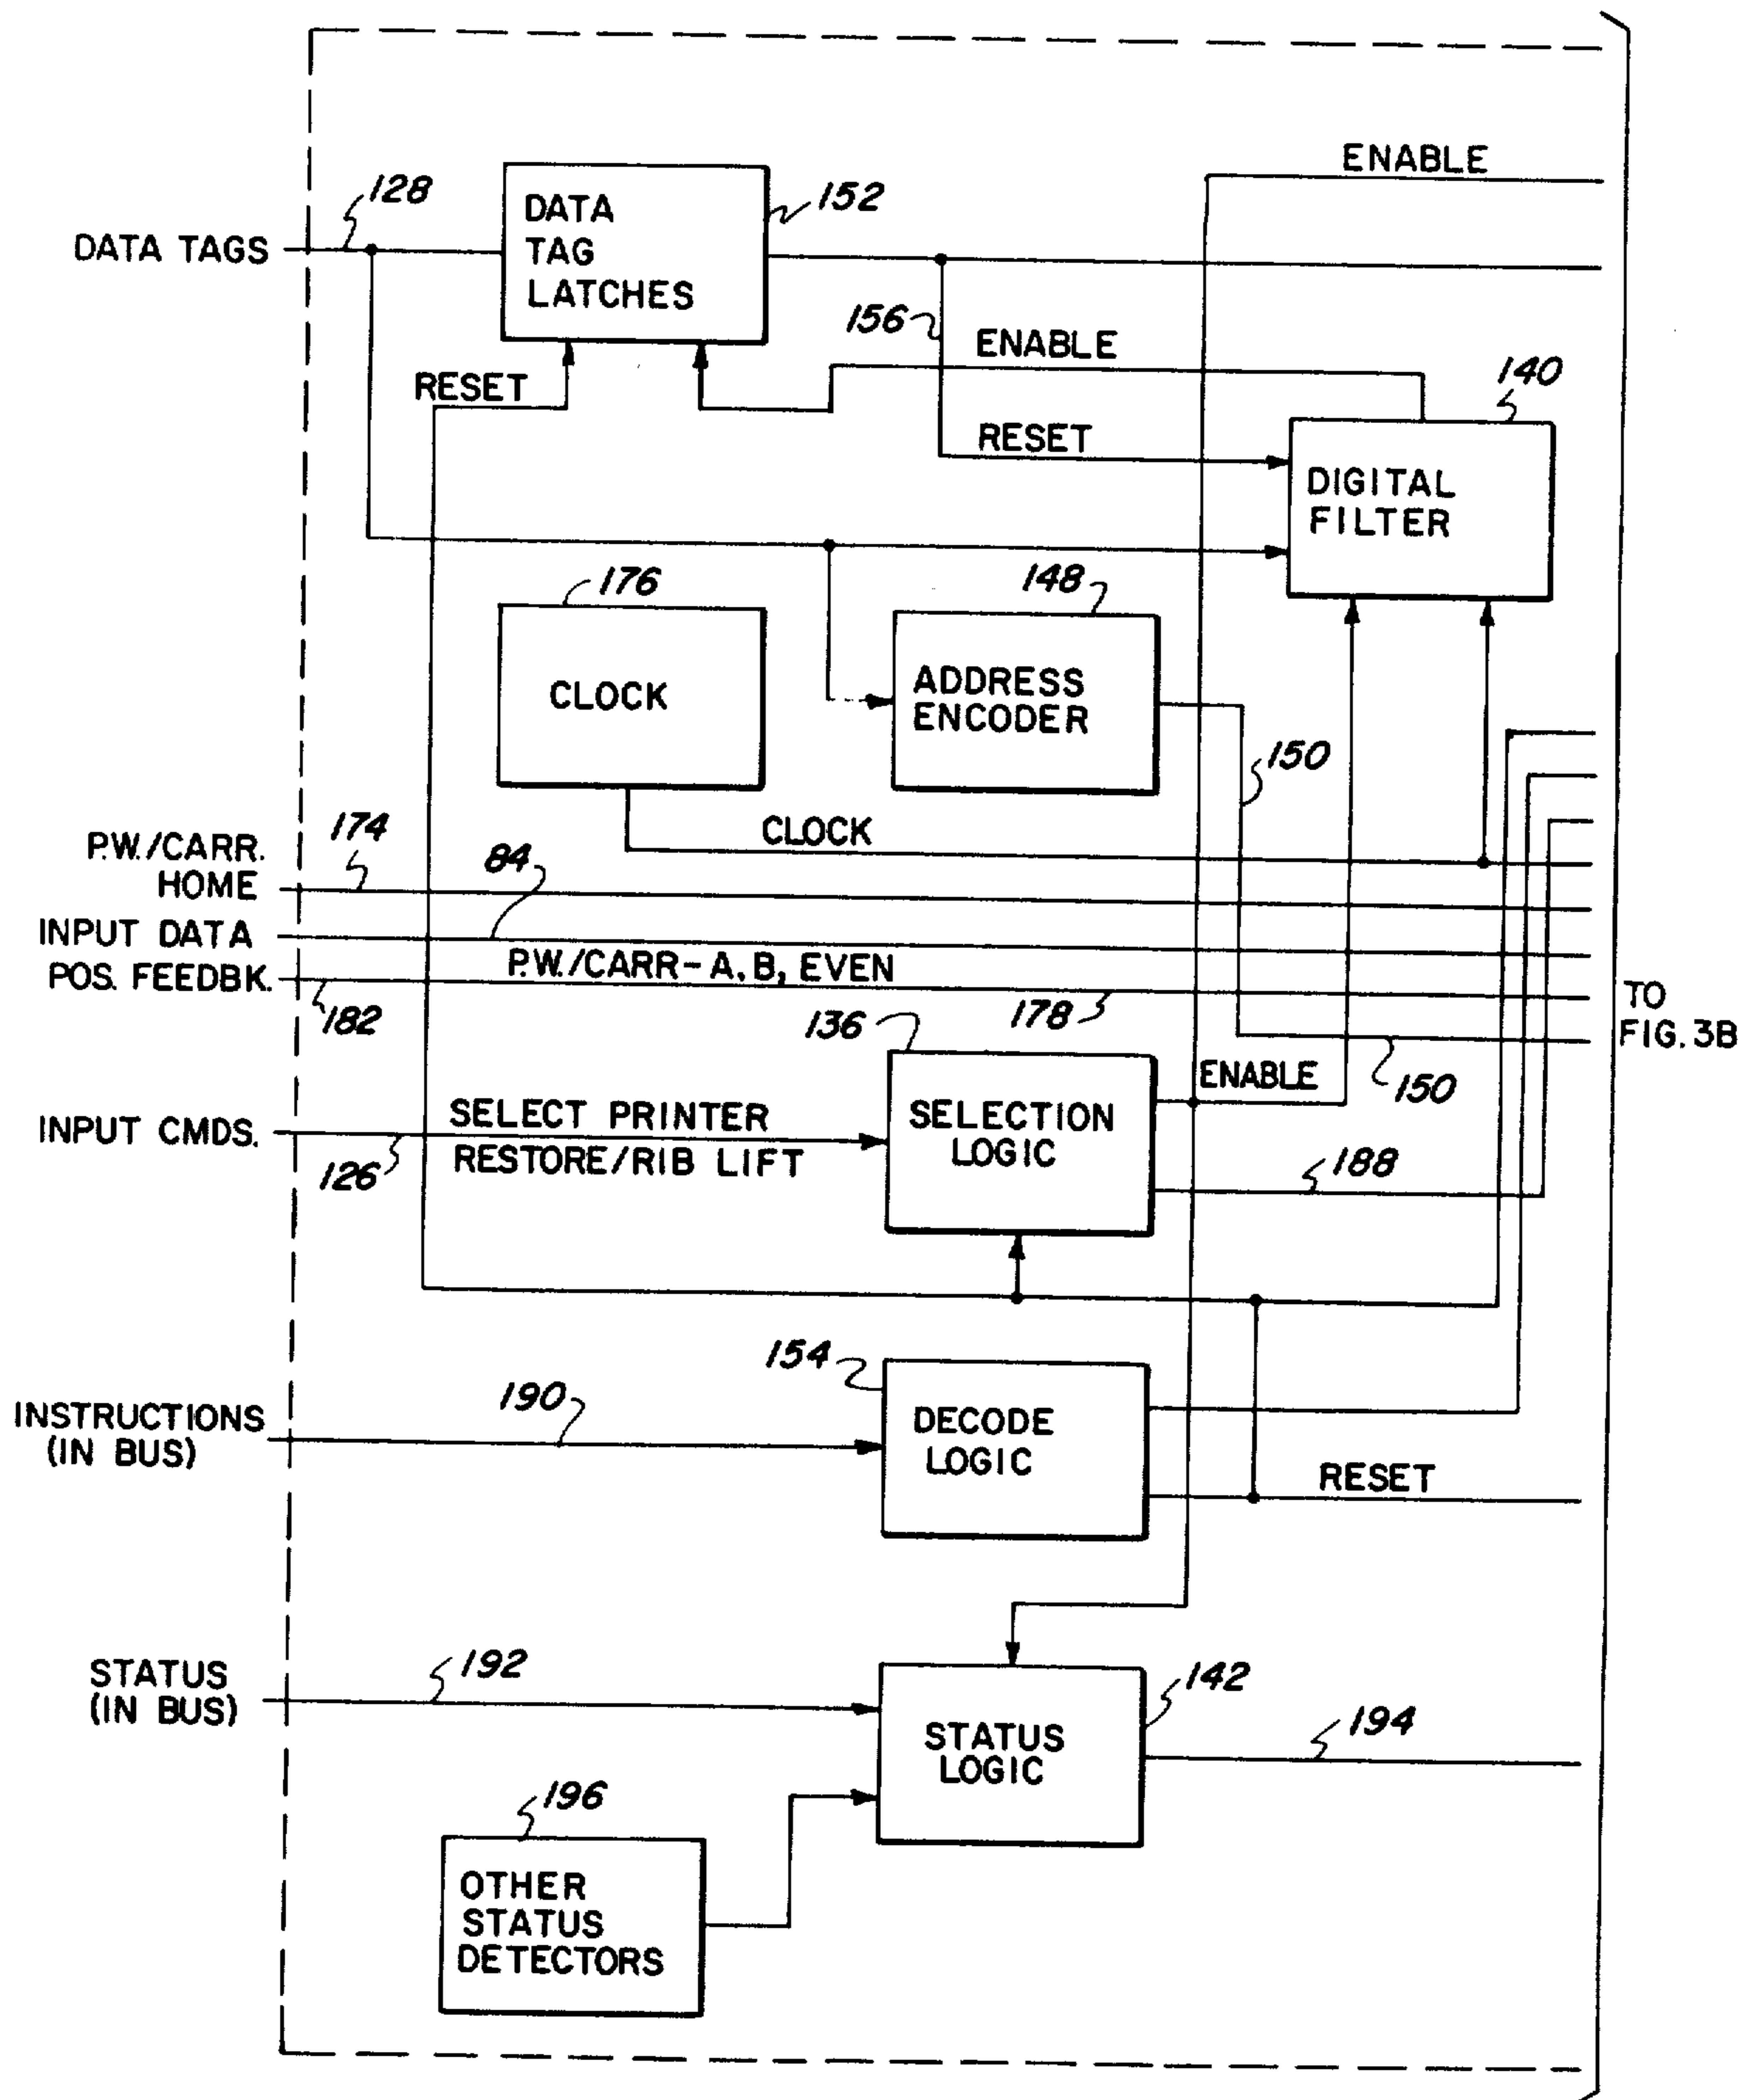 ENABLE
128
DATA TAGS
DATA
TAG
LATCHES
152
156
ENABLE
RESET
140
RESET
DIGITAL
FILTER
176
148
CLOCK
ADDRESS
ENCODER
150
P.W./CARR.
HOME
174
CLOCK
84
INPUT DATA
POS. FEEDBK.
P.W./CARR-A,B, EVEN
182
178
TO
FIG. 3B
136
150
ENABLE
INPUT CMDS.
SELECT PRINTER
RESTORE/RIB LIFT
126
SELECTION
LOGIC
188
154
INSTRUCTIONS
(IN BUS)
190
DECODE
LOGIC
RESET
STATUS
(IN BUS)
192
142
STATUS
LOGIC
194
196
OTHER
STATUS
DETECTORS